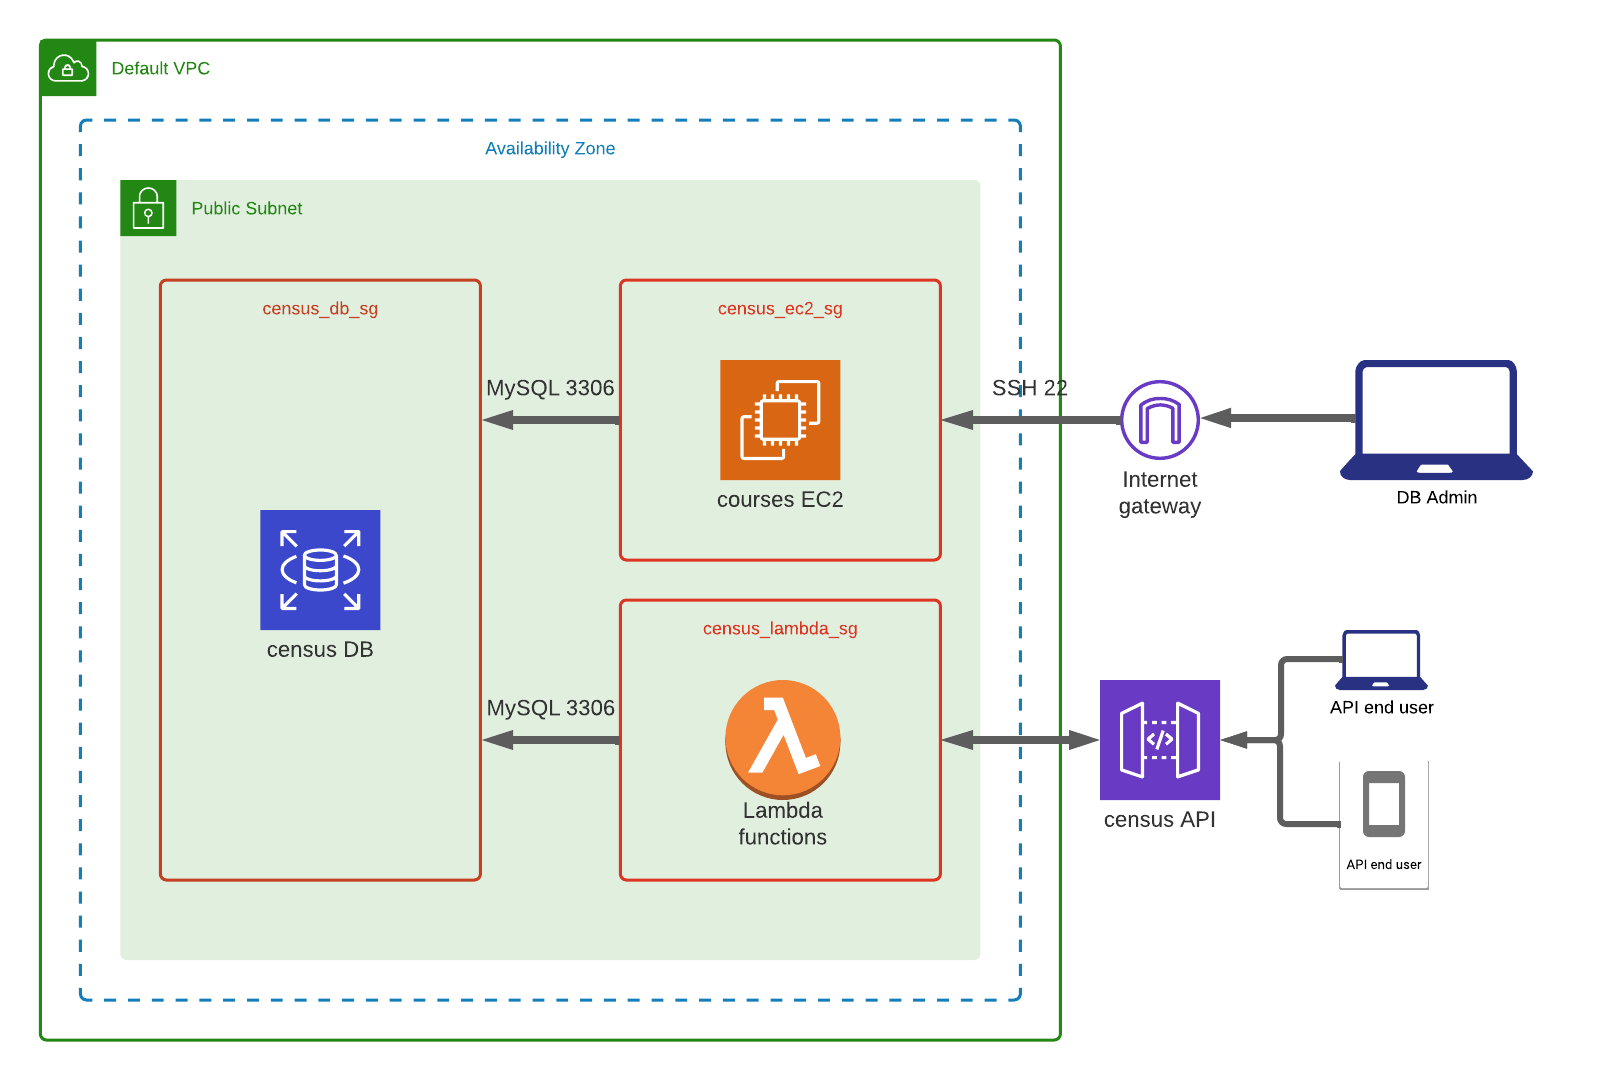 Default VPC
Availability Zone
Public Subnet
census_db_sg
census_ec2_sg
MySQL 3306
SSH 22
courses EC2
Internet
gateway
DB Admin
census DB
census_lambda_sg
MySQL 3306
Lambda
functions
census API
API end user
API end user